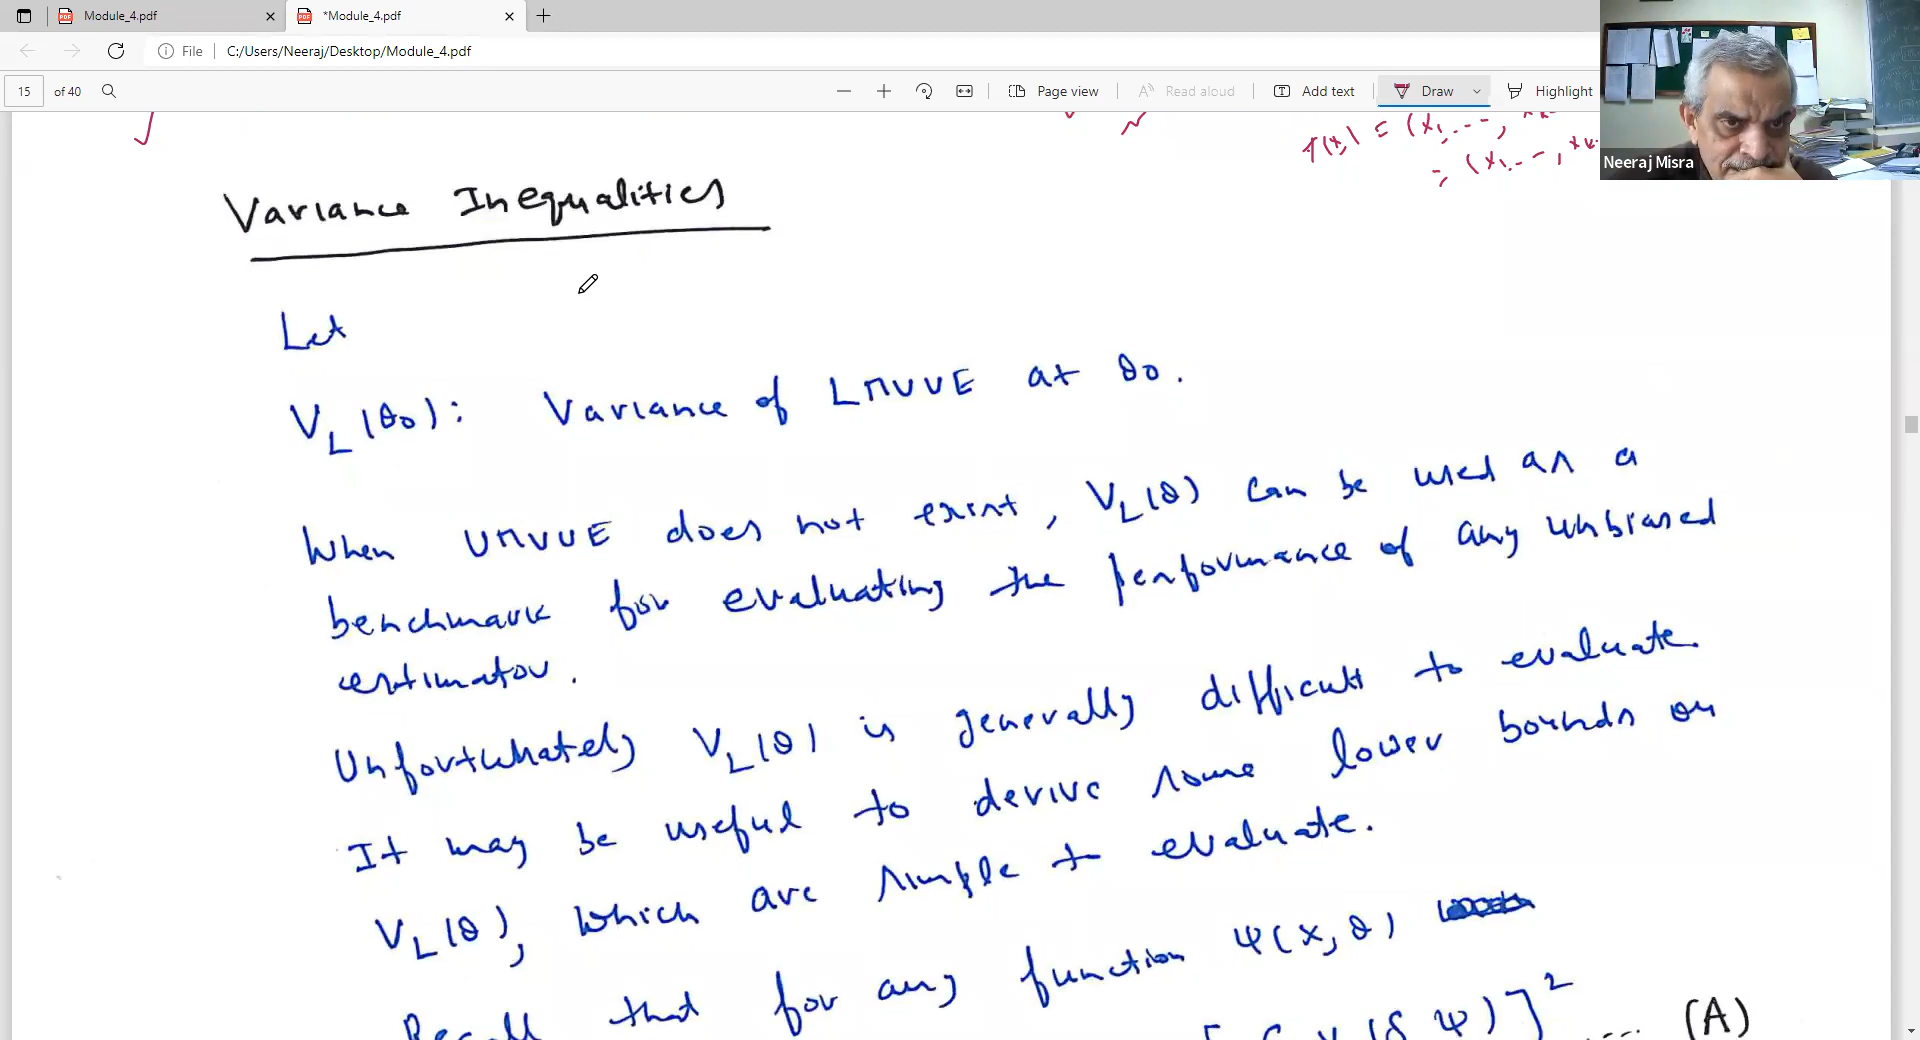 Module_4.pdf
*Module_4.pdf
File
C:/Users/Neeraj/Desktop/Module_4.pdf
15 of 40
Page view
Read aloud
Add text
Draw
Highlight
Neeraj Misra
Variance Inequalities
Let
V_L(θ0): Variance of LMVUE at θ0.
When UMVUE does not exist, V_L(θ) can be used as a
benchmark for evaluating the performance of any unbiased
estimator.
Unfortunately V_L(θ) is generally difficult to evaluate.
It may be useful to derive some lower bounds on
V_L(θ), which are simple to evaluate.
Recall that for any function Ψ(x, θ)
(δ, Ψ)]² .... (A)